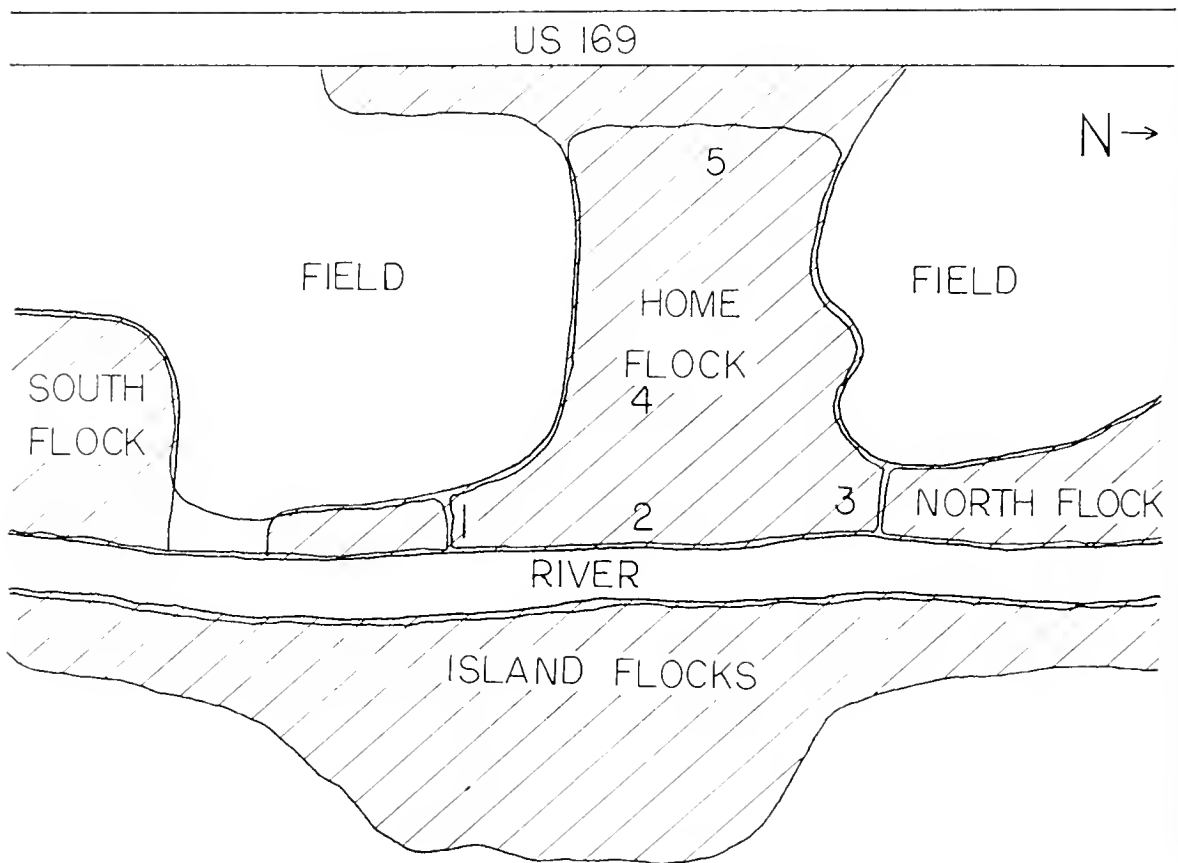 US 169
N
5
FIELD
FIELD
HOME
FLOCK
4
SOUTH
FLOCK
1
2
3
NORTH FLOCK
RIVER
ISLAND FLOCKS